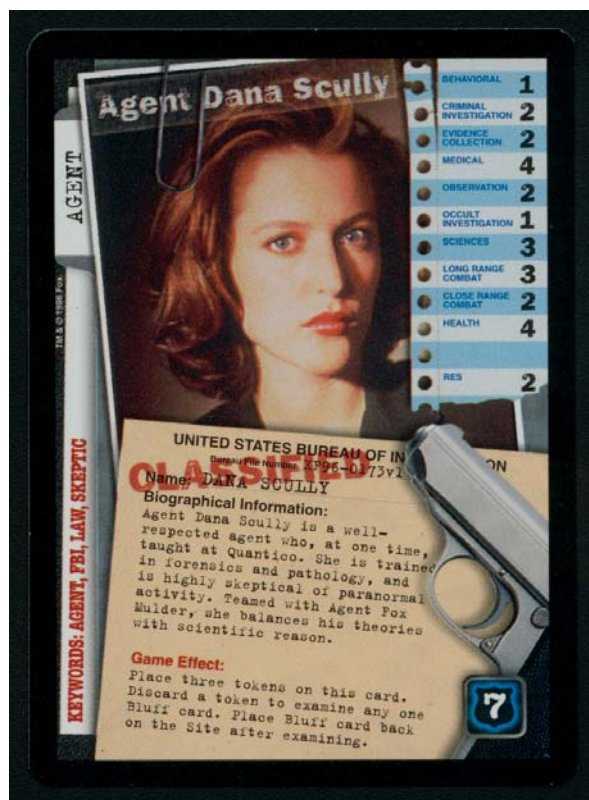 Agent Dana Scully
AGENT
TM & © 1996 Fox
KEYWORDS: AGENT, FBI, LAW, SKEPTIC
BEHAVIORAL 1
CRIMINAL
INVESTIGATION 2
EVIDENCE
COLLECTION 2
MEDICAL 4
OBSERVATION 2
OCCULT
INVESTIGATION 1
SCIENCES 3
LONG RANGE
COMBAT 3
CLOSE RANGE
COMBAT 2
HEALTH 4
RES 2
UNITED STATES BUREAU OF IN ON
Bureau File Number XP96-0173v1
CLASSIFIED
Name: DANA SCULLY
Biographical Information:
Agent Dana Scully is a well-
respected agent who, at one time,
taught at Quantico. She is trained
in forensics and pathology, and
is highly skeptical of paranormal
activity. Teamed with Agent Fox
Mulder, she balances his theories
with scientific reason.
Game Effect:
Place three tokens on this card.
Discard a token to examine any one
Bluff card. Place Bluff card back
on the Site after examining.
7